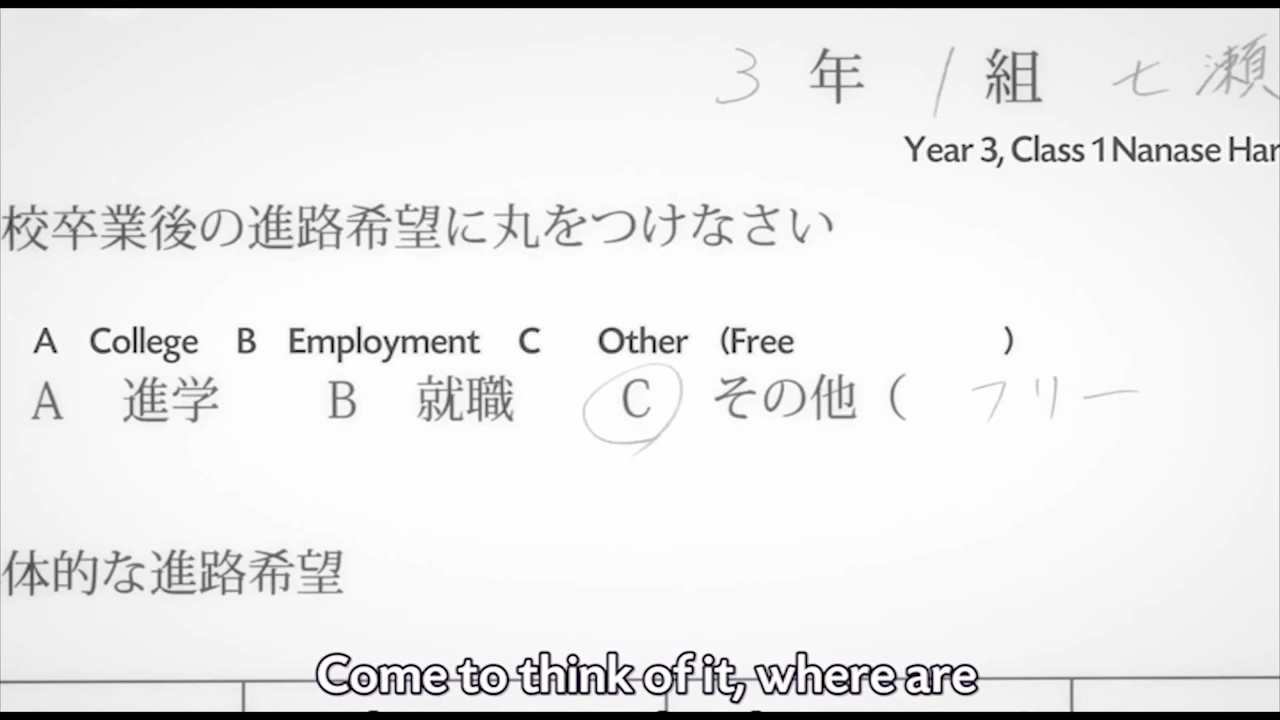 3 年 1 組 七瀬
Year 3, Class 1 Nanase Har
校卒業後の進路希望に丸をつけなさい
A College B Employment C Other (Free )
A 進学 B 就職 C その他 ( フリー
体的な進路希望
Come to think of it, where are